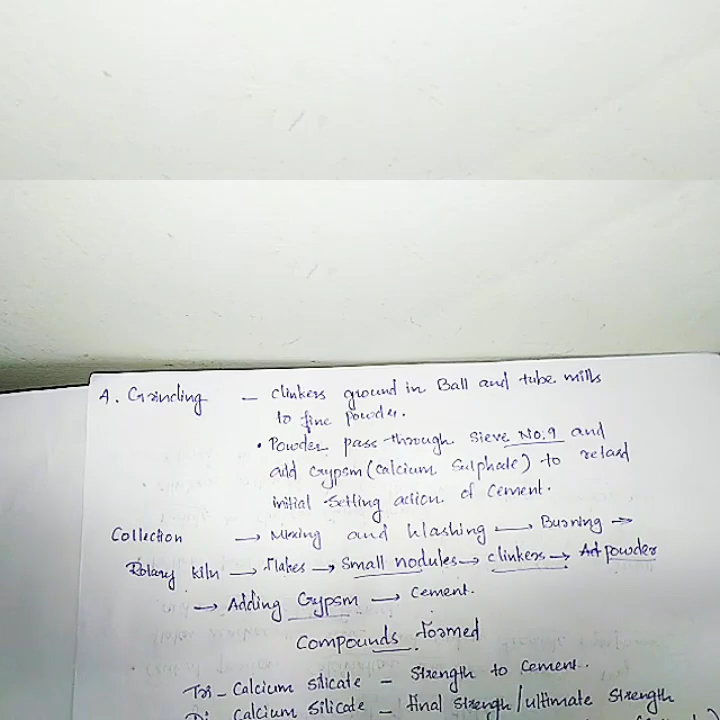 4. Grinding – clinkers ground in Ball and tube mills
to fine powder.
• Powder pass through sieve No.9 and
add Gypsm (calcium Sulphate) to retard
initial setting action of cement.
Collection → Mixing and Washing → Burning →
Rotary kiln → flakes → small nodules → clinkers → powder
→ Adding Gypsm → cement.
Compounds formed
Tri – Calcium silicate – Strength to cement.
Di Calcium Silicate – final strength / ultimate strength